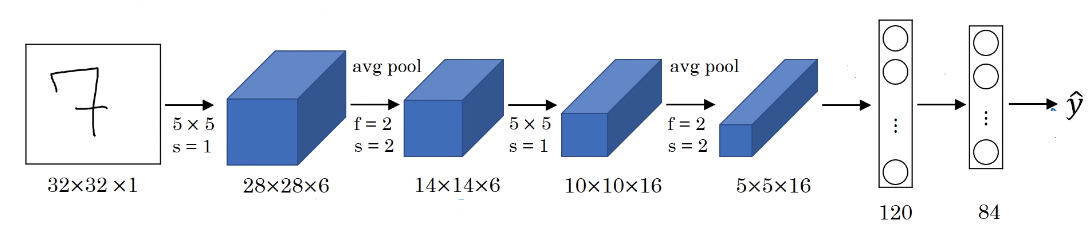 7
5 × 5
s = 1
28×28×6
32×32 ×1
avg pool
f = 2
s = 2
14×14×6
5 × 5
s = 1
10×10×16
avg pool
f = 2
s = 2
5×5×16
⋮
120
⋮
84
ŷ